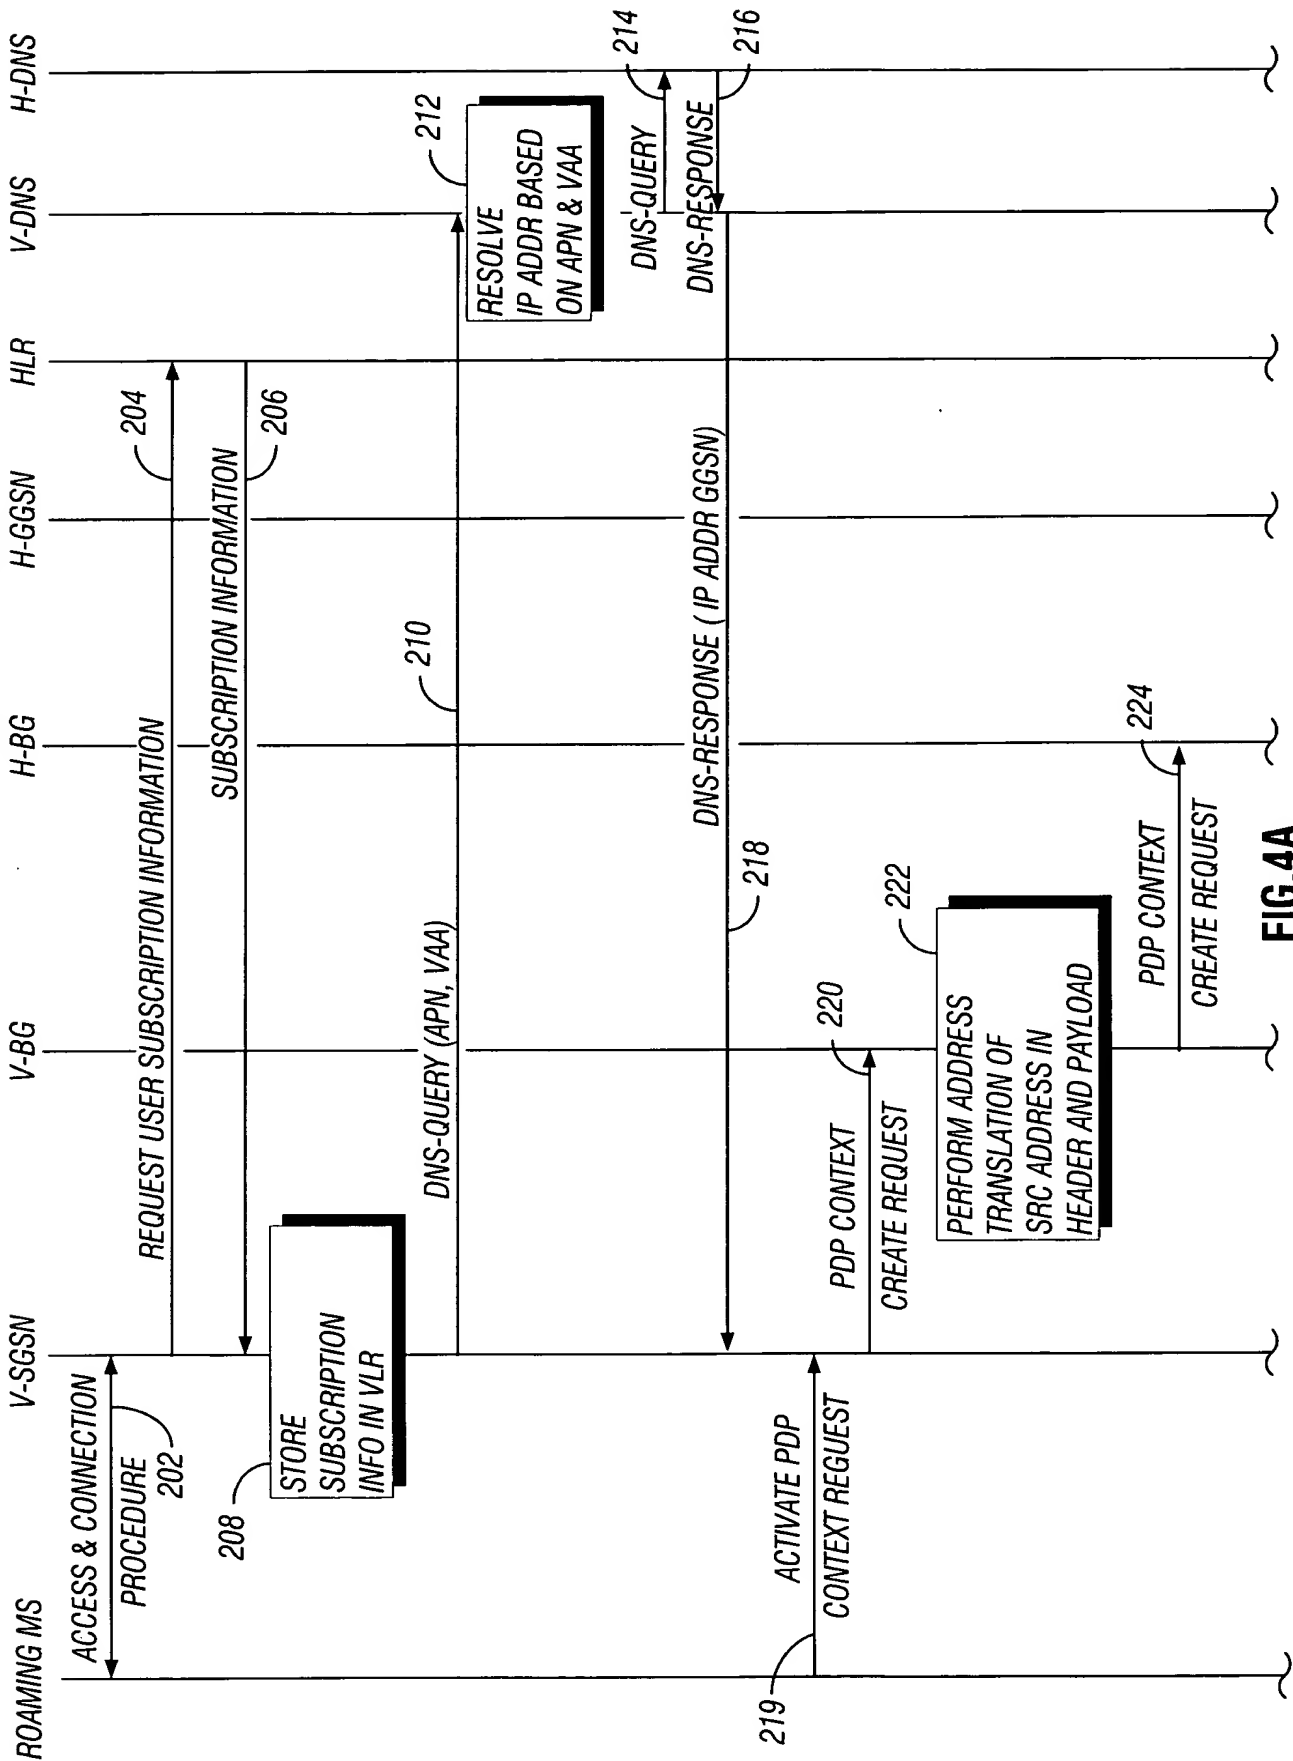 ROAMING MS
V-SGSN
V-BG
H-BG
H-GGSN
HLR
V-DNS
H-DNS
ACCESS & CONNECTION
PROCEDURE
202
REQUEST USER SUBSCRIPTION INFORMATION
204
SUBSCRIPTION INFORMATION
206
208
STORE
SUBSCRIPTION
INFO IN VLR
DNS-QUERY (APN, VAA)
210
212
RESOLVE
IP ADDR BASED
ON APN & VAA
DNS-QUERY
214
DNS-RESPONSE
216
DNS-RESPONSE ( IP ADDR GGSN)
218
219
ACTIVATE PDP
CONTEXT REGUEST
PDP CONTEXT
CREATE REQUEST
220
222
PERFORM ADDRESS
TRANSLATION OF
SRC ADDRESS IN
HEADER AND PAYLOAD
PDP CONTEXT
CREATE REQUEST
224
FIG.4A